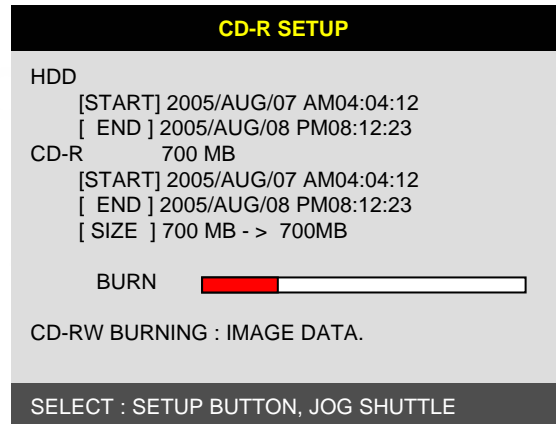 CD-R SETUP
HDD
[START] 2005/AUG/07 AM04:04:12
[ END ] 2005/AUG/08 PM08:12:23
CD-R 700 MB
[START] 2005/AUG/07 AM04:04:12
[ END ] 2005/AUG/08 PM08:12:23
[ SIZE ] 700 MB - > 700MB
BURN
CD-RW BURNING : IMAGE DATA.
SELECT : SETUP BUTTON, JOG SHUTTLE